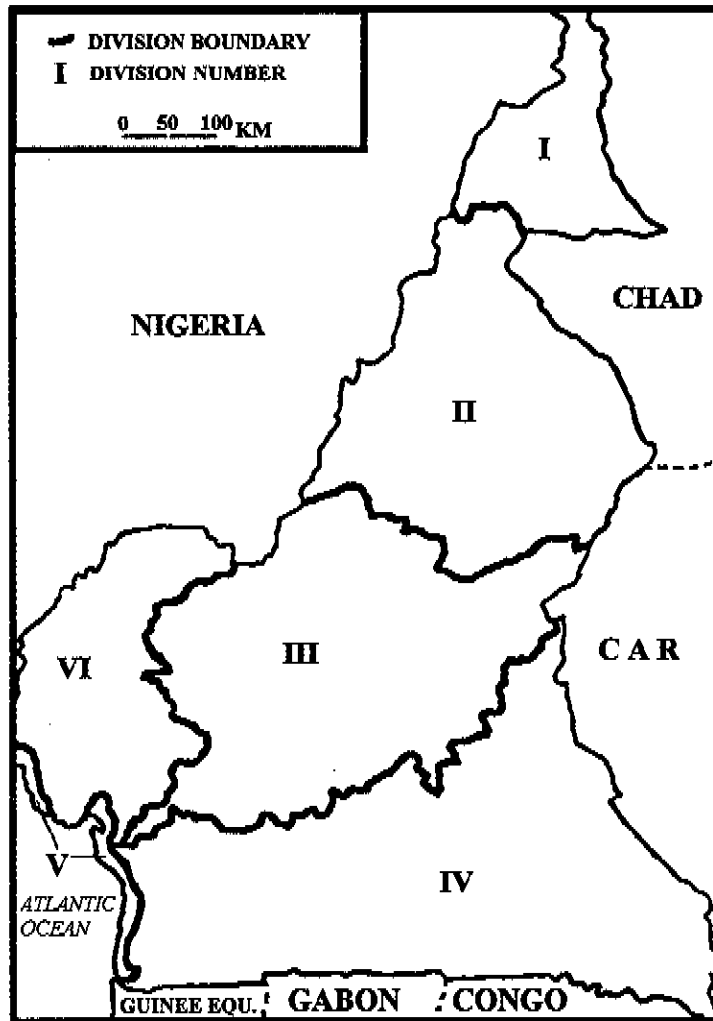 DIVISION BOUNDARY
I DIVISION NUMBER
0 50 100 KM
I
CHAD
NIGERIA
II
VI
III
C A R
V
IV
ATLANTIC
OCEAN
GUINEE EQU. GABON CONGO